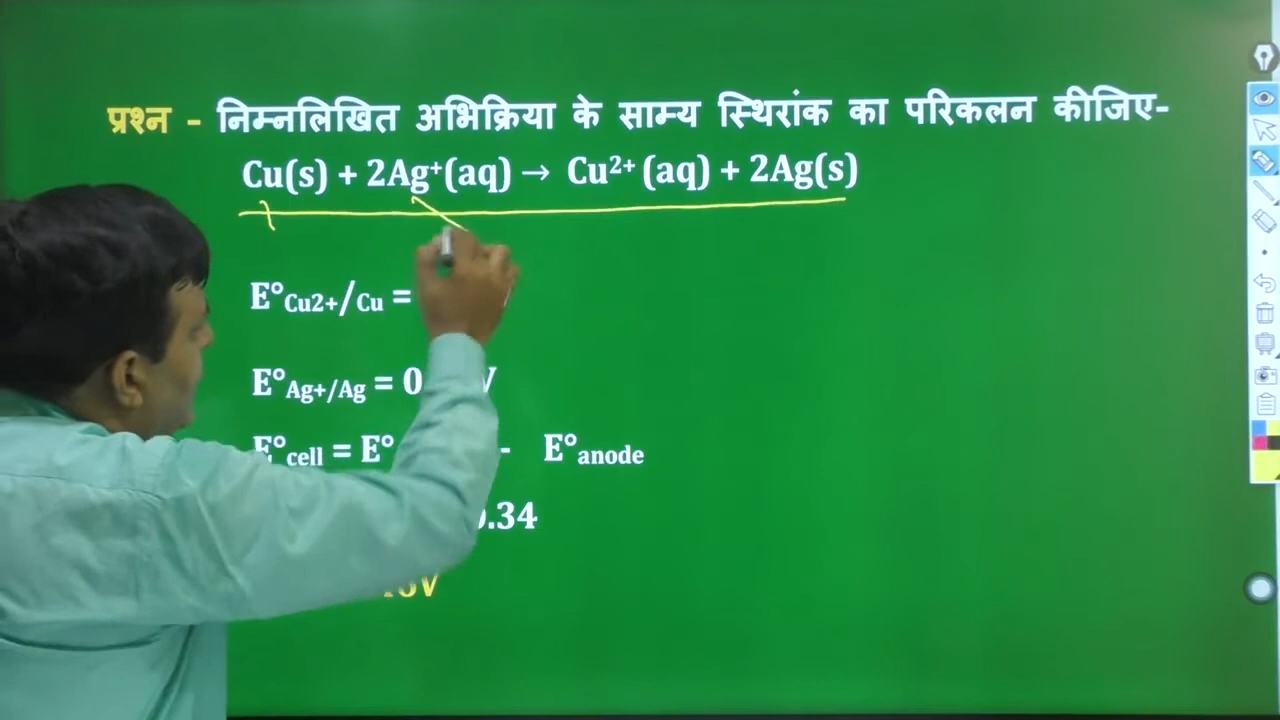 प्रश्न - निम्नलिखित अभिक्रिया के साम्य स्थिरांक का परिकलन कीजिए-
Cu(s) + 2Ag⁺(aq) → Cu²⁺ (aq) + 2Ag(s)
E°Cu2+/Cu =
E°Ag+/Ag = 0 V
E°cell = E° - E°anode
.34
V